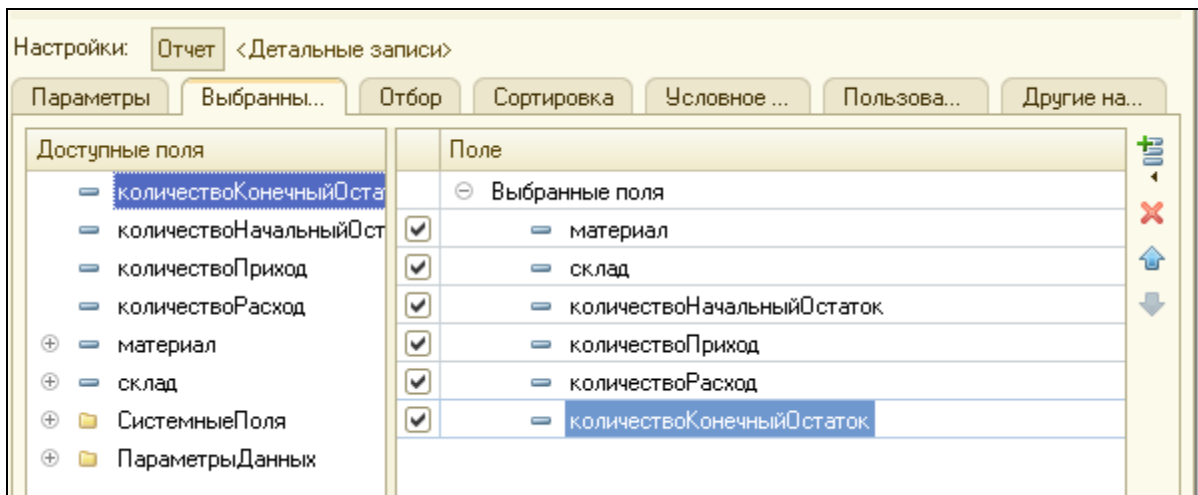 Настройки: Отчет <Детальные записи>
Параметры Выбранны... Отбор Сортировка Условное ... Пользова... Другие на...
Доступные поля Поле
количествоКонечныйОста Выбранные поля
количествоНачальныйОст материал
количествоПриход склад
количествоРасход количествоНачальныйОстаток
материал количествоПриход
склад количествоРасход
СистемныеПоля количествоКонечныйОстаток
ПараметрыДанных